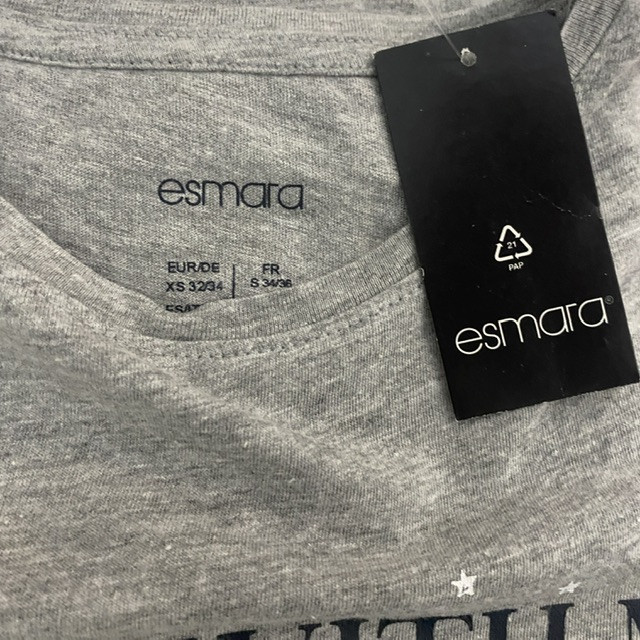 esmara
EUR/DE
XS 32/34
FR
S 34/36
21
PAP
esmara®